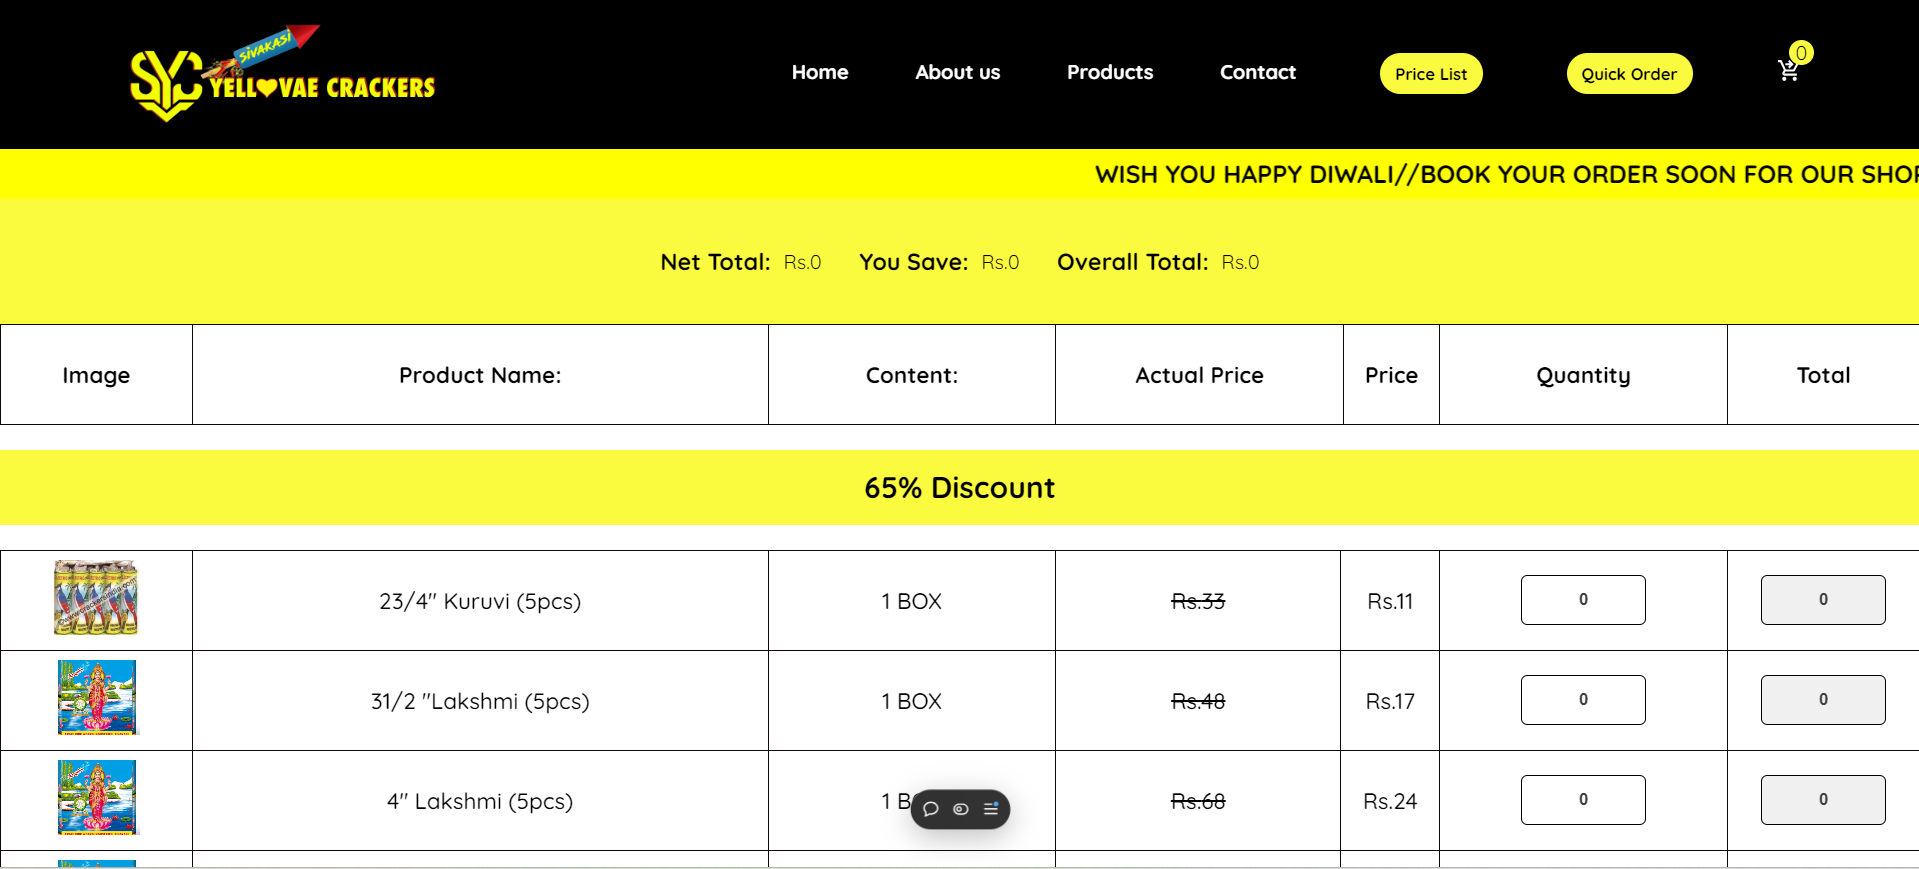 SIVAKASI
SYC YELLOVAE CRACKERS
Home About us Products Contact Price List Quick Order 0
WISH YOU HAPPY DIWALI//BOOK YOUR ORDER SOON FOR OUR SHOP
Net Total: Rs.0 You Save: Rs.0 Overall Total: Rs.0
Image Product Name: Content: Actual Price Price Quantity Total
65% Discount
23/4" Kuruvi (5pcs) 1 BOX Rs.33 Rs.11 0 0
31/2 "Lakshmi (5pcs) 1 BOX Rs.48 Rs.17 0 0
4" Lakshmi (5pcs) 1 B Rs.68 Rs.24 0 0